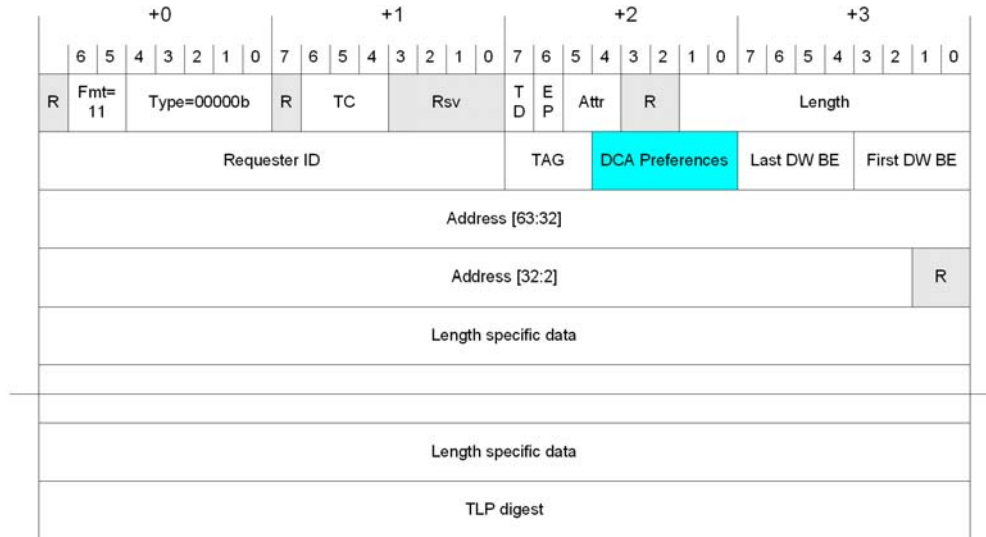 +0 +1 +2 +3
6 5 4 3 2 1 0 7 6 5 4 3 2 1 0 7 6 5 4 3 2 1 0 7 6 5 4 3 2 1 0
R Fmt= 11 Type=00000b R TC Rsv T D E P Attr R Length
Requester ID TAG DCA Preferences Last DW BE First DW BE
Address [63:32]
Address [32:2] R
Length specific data
Length specific data
TLP digest